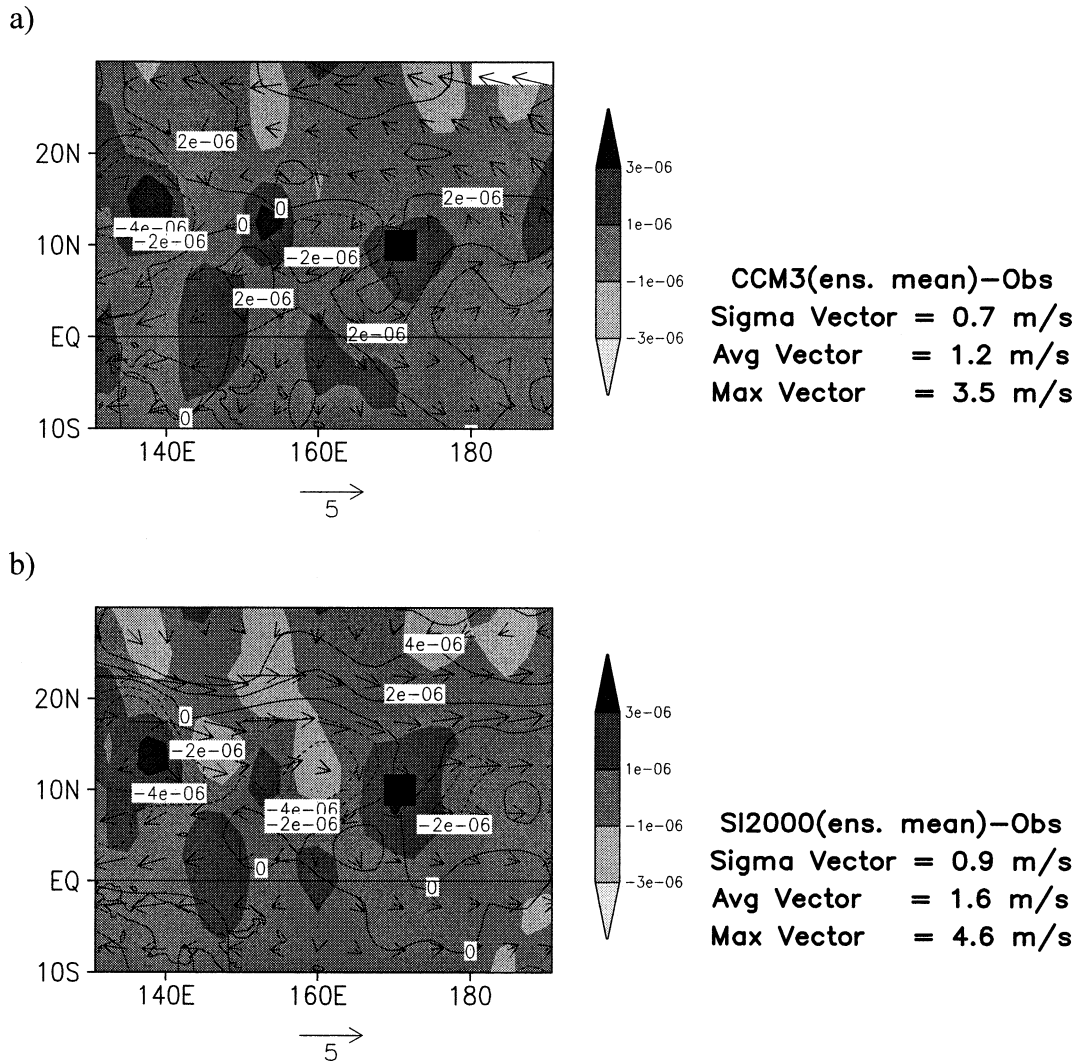 a)
2e-06
20N
2e-06
0
0
-4e-06
-2e-06
10N
-2e-06
2e-06
2e-06
EQ
0
10S
140E 160E 180
5
3e-06
1e-06
-1e-06
-3e-06
CCM3(ens. mean)-Obs
Sigma Vector = 0.7 m/s
Avg Vector = 1.2 m/s
Max Vector = 3.5 m/s
b)
4e-06
20N
2e-06
0
-2e-06
-4e-06
10N
-4e-06
-2e-06
-2e-06
0
EQ
0
0
10S
140E 160E 180
5
3e-06
1e-06
-1e-06
-3e-06
SI2000(ens. mean)-Obs
Sigma Vector = 0.9 m/s
Avg Vector = 1.6 m/s
Max Vector = 4.6 m/s